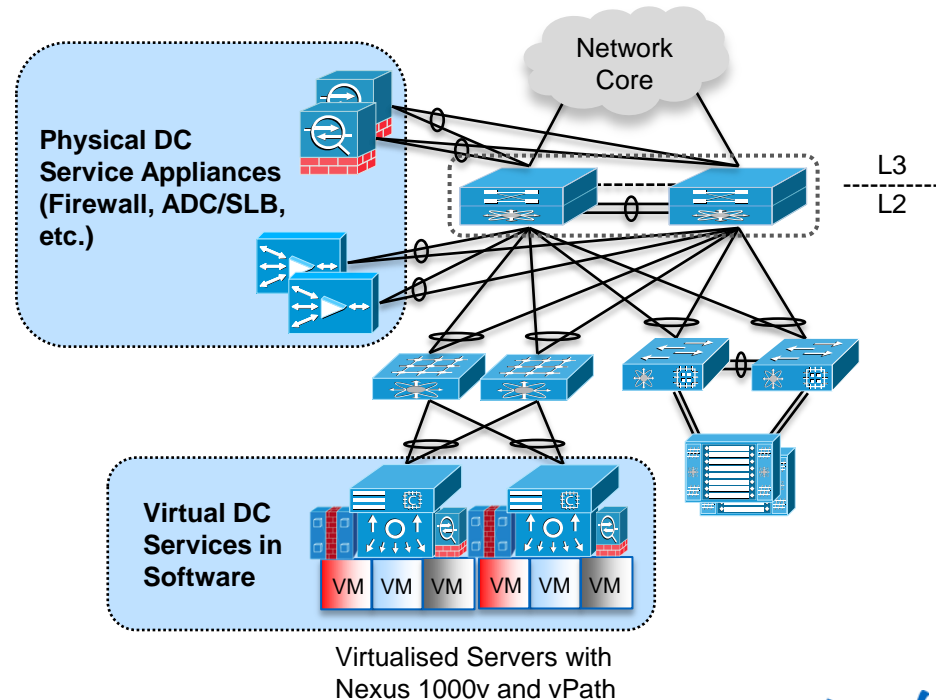 Network
Core
Physical DC
Service Appliances
(Firewall, ADC/SLB,
etc.)
L3
L2
Virtual DC
Services in
Software
VM VM VM VM VM VM
Virtualised Servers with
Nexus 1000v and vPath